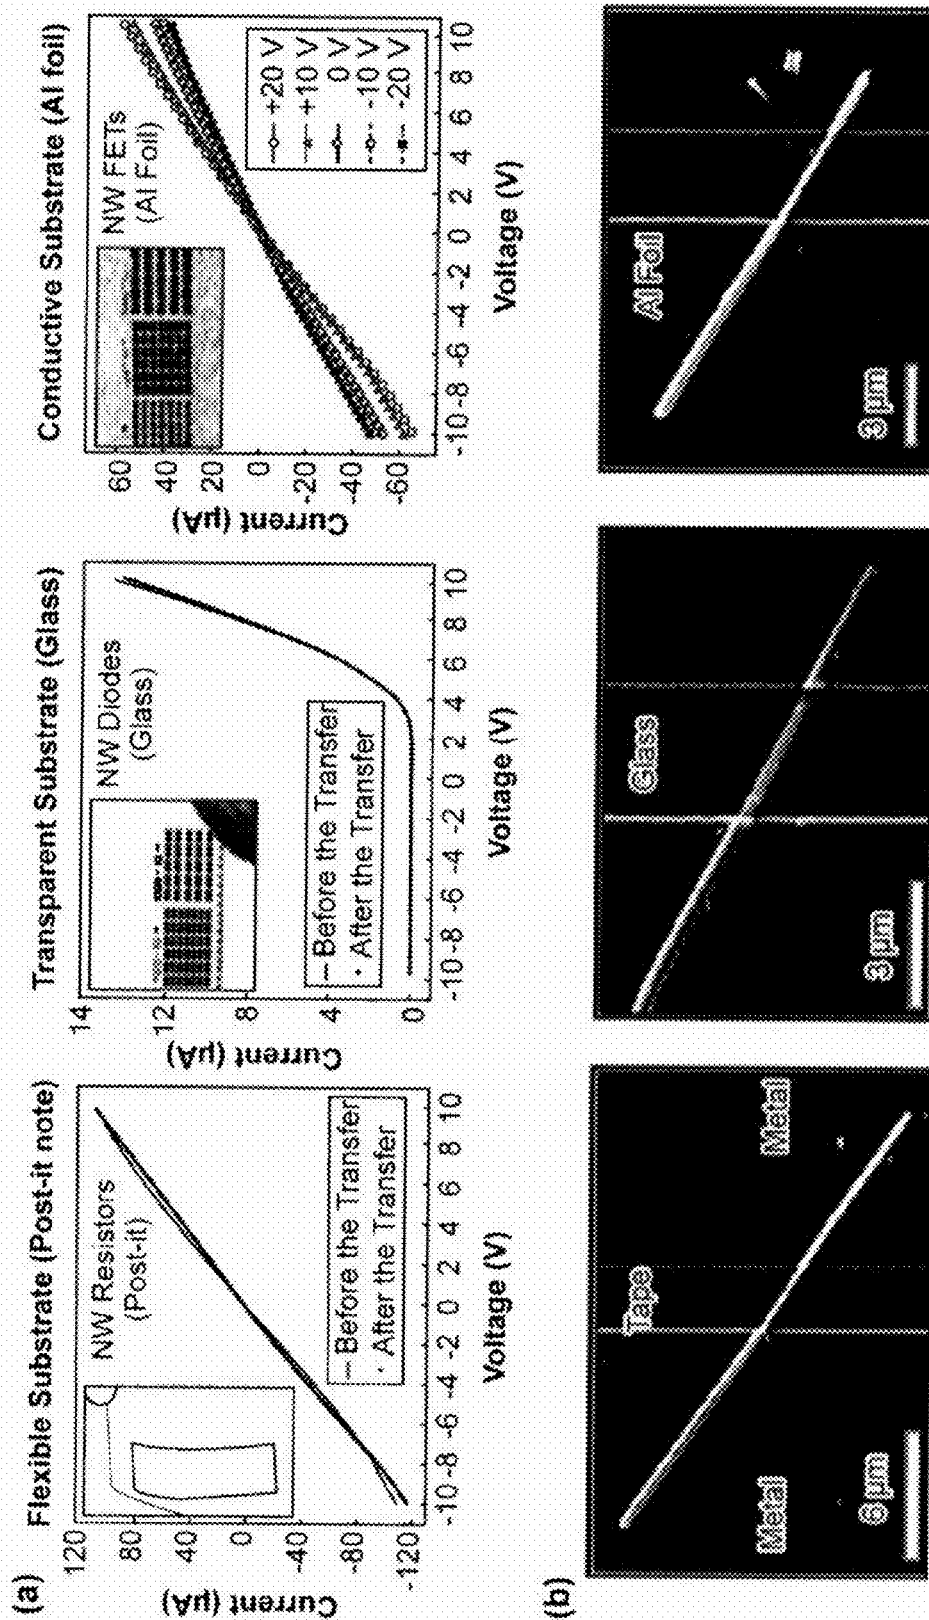 (a)
Flexible Substrate (Post-it note)
120
80
40
0
-40
-80
-120
Current (µA)
NW Resistors
(Post-it)
– Before the Transfer
· After the Transfer
-10 -8 -6 -4 -2 0 2 4 6 8 10
Voltage (V)
Transparent Substrate (Glass)
14
12
8
4
0
Current (µA)
NW Diodes
(Glass)
– Before the Transfer
· After the Transfer
-10 -8 -6 -4 -2 0 2 4 6 8 10
Voltage (V)
Conductive Substrate (Al foil)
60
40
20
0
-20
-40
-60
Current (µA)
NW FETs
(Al Foil)
+20 V
+10 V
0 V
-10 V
-20 V
-10 -8 -6 -4 -2 0 2 4 6 8 10
Voltage (V)
(b)
Metal
Tape
Metal
6 µm
Glass
3 µm
Al Foil
3 µm